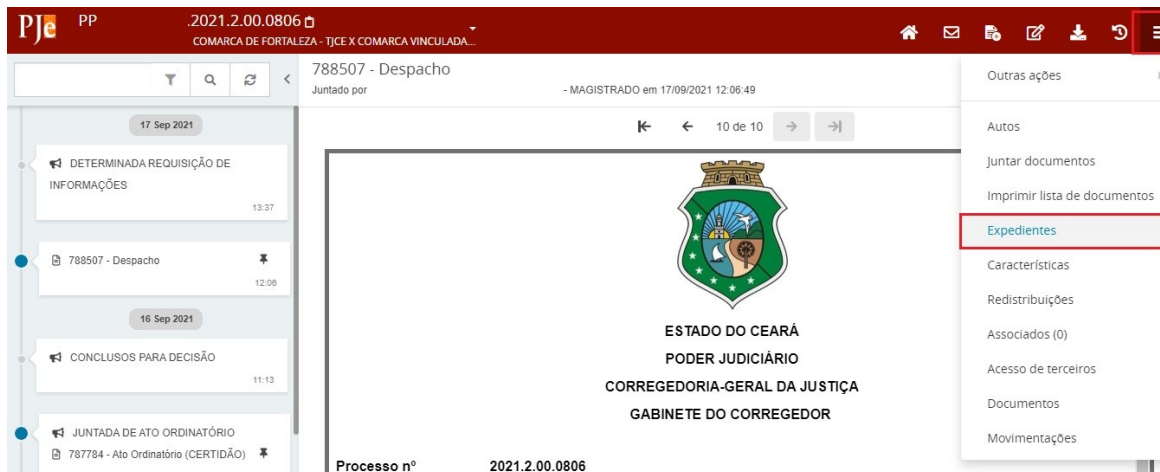 PJe PP .2021.2.00.0806
COMARCA DE FORTALEZA - TJCE X COMARCA VINCULADA...
17 Sep 2021
DETERMINADA REQUISIÇÃO DE
INFORMAÇÕES
13:37
788507 - Despacho
12:06
16 Sep 2021
CONCLUSOS PARA DECISÃO
11:13
JUNTADA DE ATO ORDINATÓRIO
787784 - Ato Ordinatório (CERTIDÃO)
788507 - Despacho
Juntado por - MAGISTRADO em 17/09/2021 12:06:49
10 de 10
ESTADO DO CEARÁ
PODER JUDICIÁRIO
CORREGEDORIA-GERAL DA JUSTIÇA
GABINETE DO CORREGEDOR
Processo nº 2021.2.00.0806
Outras ações
Autos
Juntar documentos
Imprimir lista de documentos
Expedientes
Características
Redistribuições
Associados (0)
Acesso de terceiros
Documentos
Movimentações